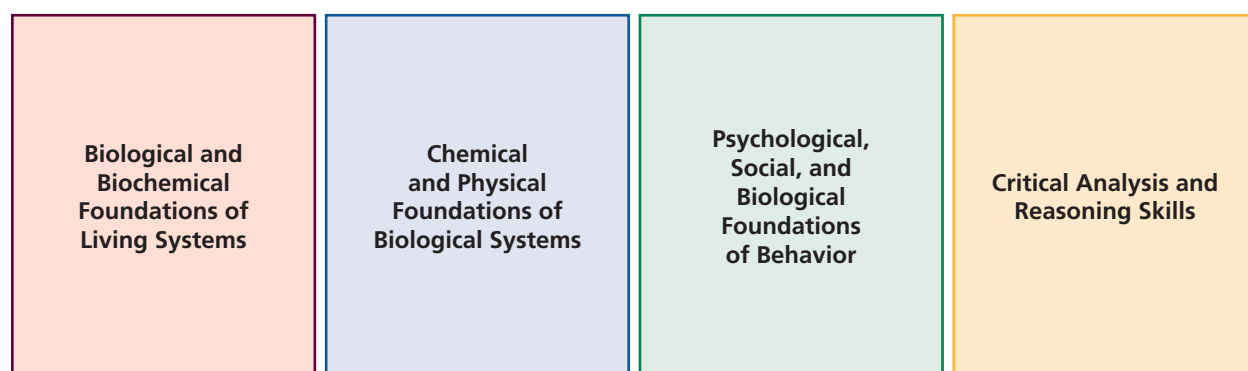 Biological and
Biochemical
Foundations of
Living Systems
Chemical
and Physical
Foundations of
Biological Systems
Psychological,
Social, and
Biological
Foundations
of Behavior
Critical Analysis and
Reasoning Skills